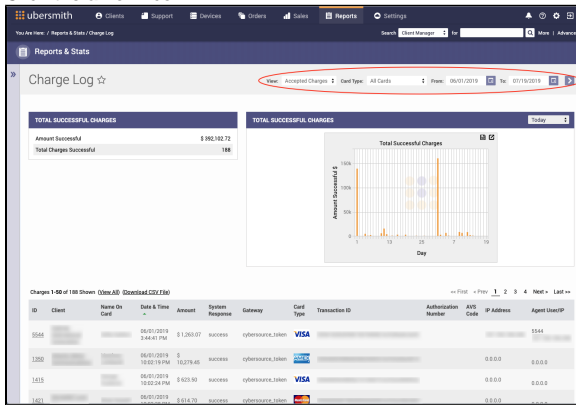 ubersmith Clients Support Devices Orders Sales Reports Settings
You Are Here: / Reports & Stats / Charge Log Search Client Manager for More | Advance
Reports & Stats
»
Charge Log ☆ View: Accepted Charges Card Type: All Cards From: 06/01/2019 To: 07/19/2019
TOTAL SUCCESSFUL CHARGES
Amount Successful $ 392,102.72
Total Charges Successful 188
TOTAL SUCCESSFUL CHARGES Today
Total Successful Charges
Amount Successful $
150k
100k
50k
0
1 10 20 7 19
Day
Charges 1-50 of 188 Shown (View All) (Download CSV File) «« First « Prev 1 2 3 4 Next » Last »»
ID Client Name On Card Date & Time Amount System Response Gateway Card Type Transaction ID Authorization Number AVS Code IP Address Agent User/IP
5544 06/01/2019 3:44:41 PM $ 1,263.07 success cybersource_token VISA 5544
1350 06/01/2019 10:02:19 PM $ 10,279.45 success cybersource_token 0.0.0.0 0.0.0.0
1415 06/01/2019 10:02:24 PM $ 623.50 success cybersource_token VISA 0.0.0.0 0.0.0.0
1421 06/01/2019 $ 614.70 success cybersource_token 0.0.0.0 0.0.0.0